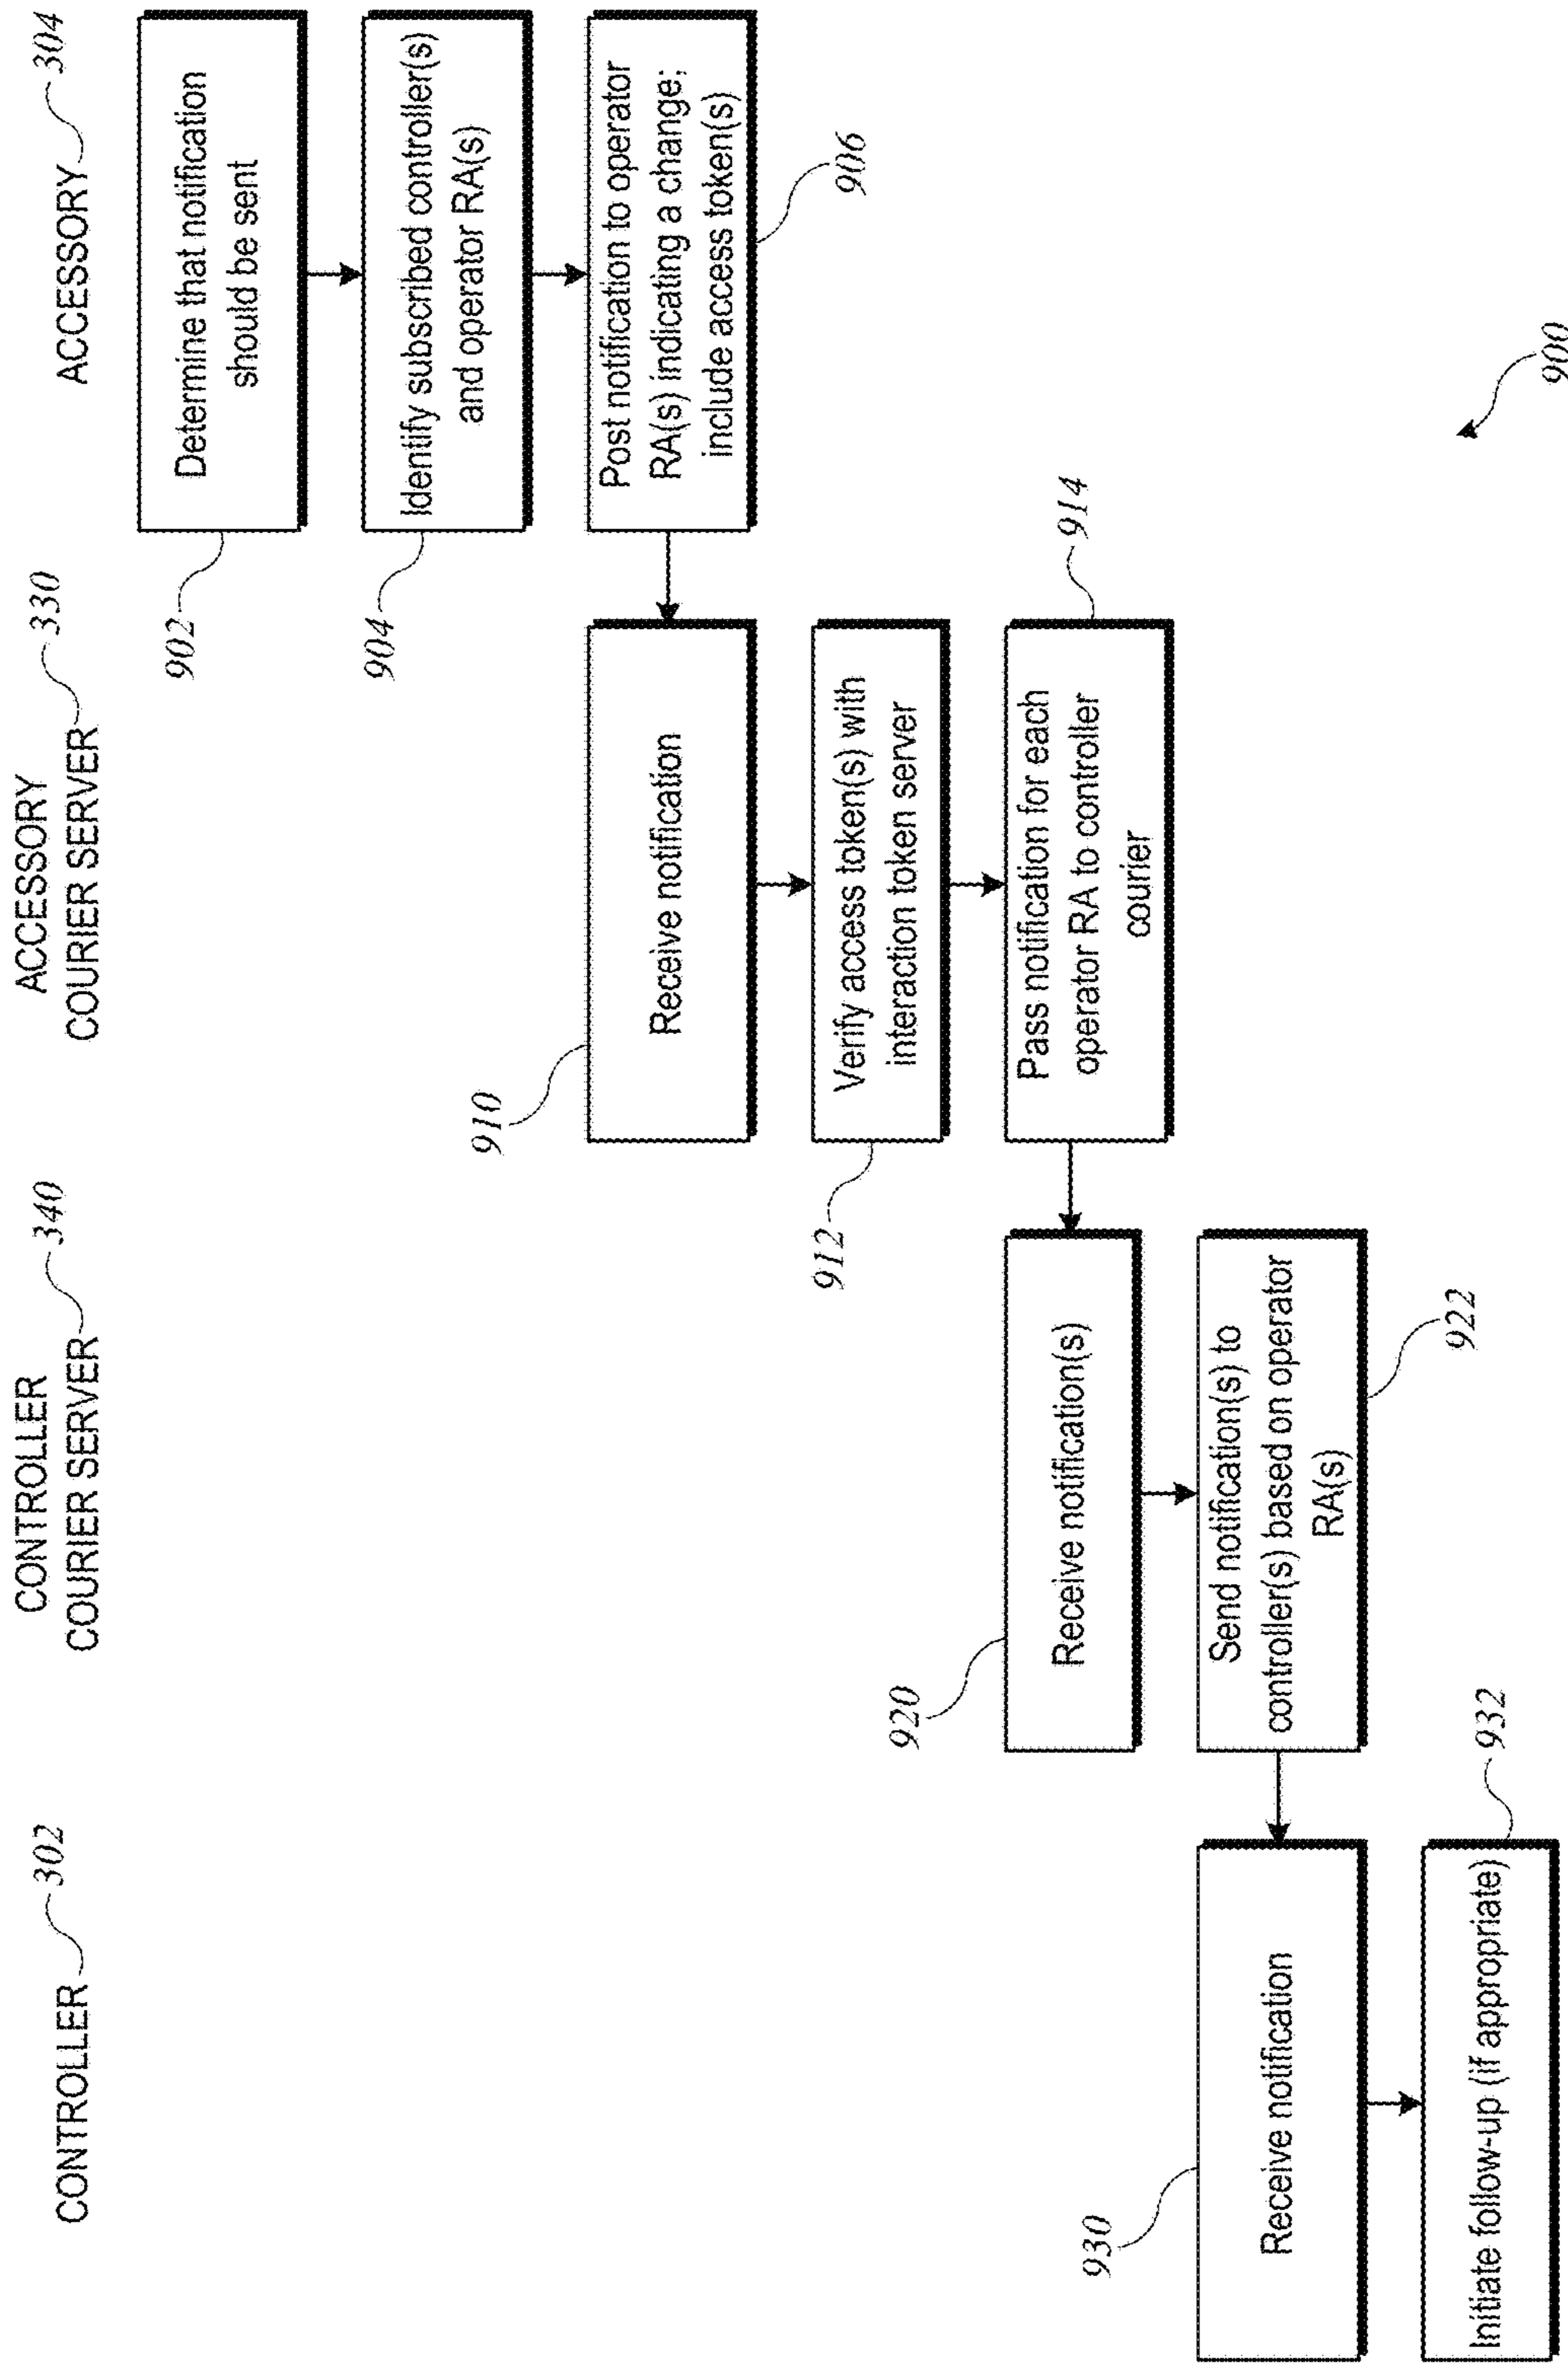 CONTROLLER 302
CONTROLLER
COURIER SERVER 340
ACCESSORY
COURIER SERVER 330
ACCESSORY 304
902
Determine that notification
should be sent
904
Identify subscribed controller(s)
and operator RA(s)
Post notification to operator
RA(s) indicating a change;
include access token(s)
906
910
Receive notification
912
Verify access token(s) with
interaction token server
914
Pass notification for each
operator RA to controller
courier
920
Receive notification(s)
Send notification(s) to
controller(s) based on operator
RA(s)
922
930
Receive notification
932
Initiate follow-up (if appropriate)
900